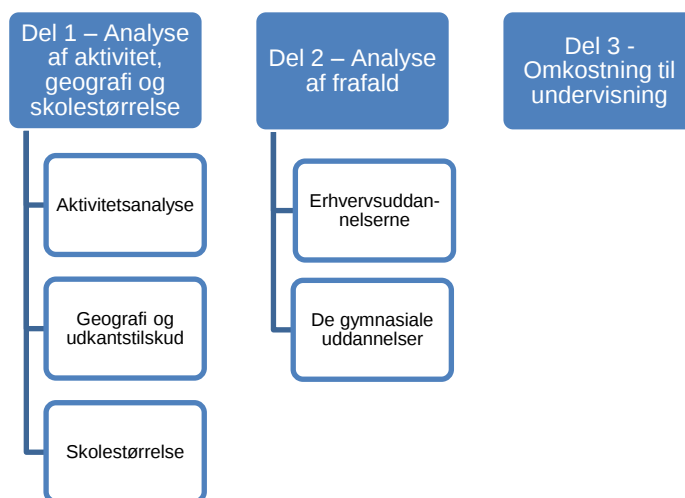 Del 1 – Analyse
af aktivitet,
geografi og
skolestørrelse
Aktivitetsanalyse
Geografi og
udkantstilskud
Skolestørrelse
Del 2 – Analyse
af frafald
Erhvervsuddan-
nelserne
De gymnasiale
uddannelser
Del 3 -
Omkostning til
undervisning